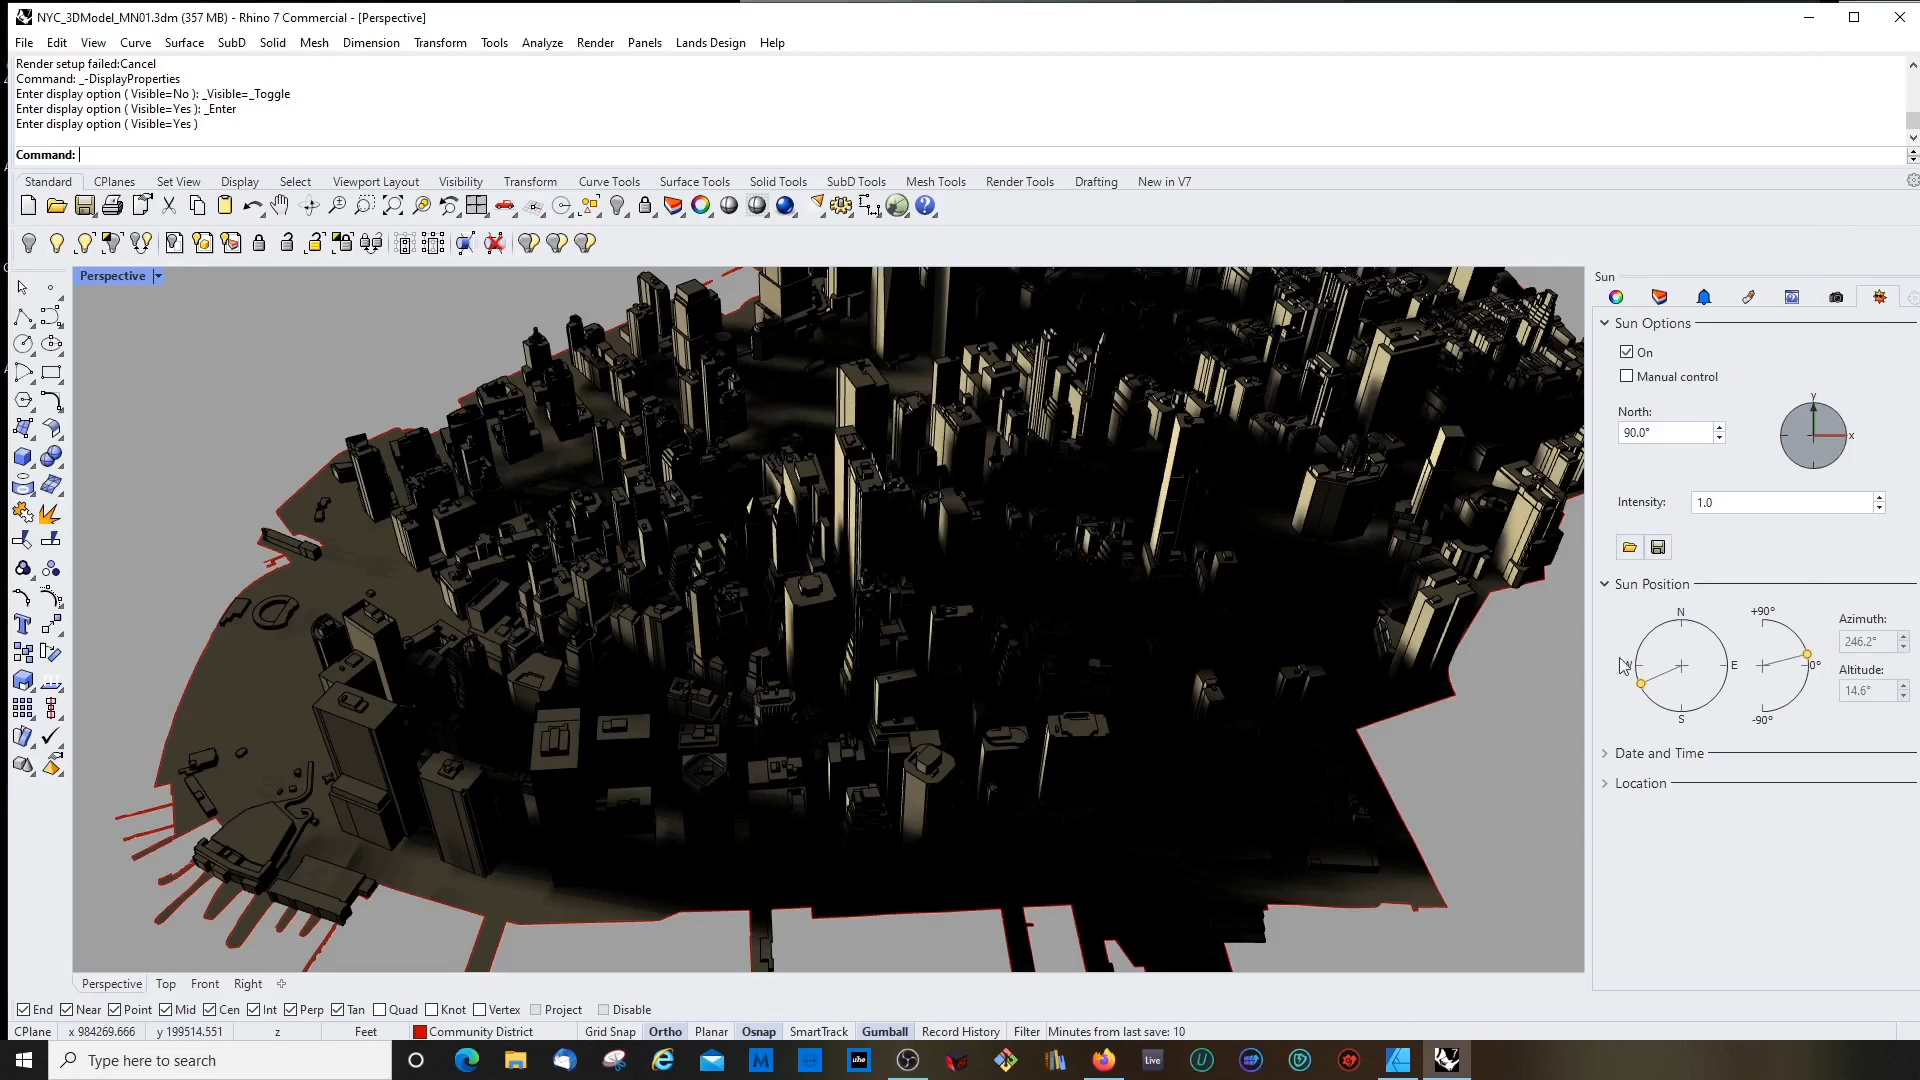 NYC_3DModel_MN01.3dm (357 MB) - Rhino 7 Commercial - [Perspective]
File Edit View Curve Surface SubD Solid Mesh Dimension Transform Tools Analyze Render Panels Lands Design Help
Render setup failed:Cancel
Command: _-DisplayProperties
Enter display option ( Visible=No ): _Visible=_Toggle
Enter display option ( Visible=Yes ): _Enter
Enter display option ( Visible=Yes )
Command:
Standard CPlanes Set View Display Select Viewport Layout Visibility Transform Curve Tools Surface Tools Solid Tools SubD Tools Mesh Tools Render Tools Drafting New in V7
Perspective
Sun
Sun Options
On
Manual control
North:
90.0°
y
x
Intensity: 1.0
Sun Position
N
W E
S
+90°
0°
-90°
Azimuth:
246.2°
Altitude:
14.6°
Date and Time
Location
Perspective Top Front Right
End Near Point Mid Cen Int Perp Tan Quad Knot Vertex Project Disable
CPlane x 984269.666 y 199514.551 z Feet Community District Grid Snap Ortho Planar Osnap SmartTrack Gumball Record History Filter Minutes from last save: 10
Type here to search
uhe
Live